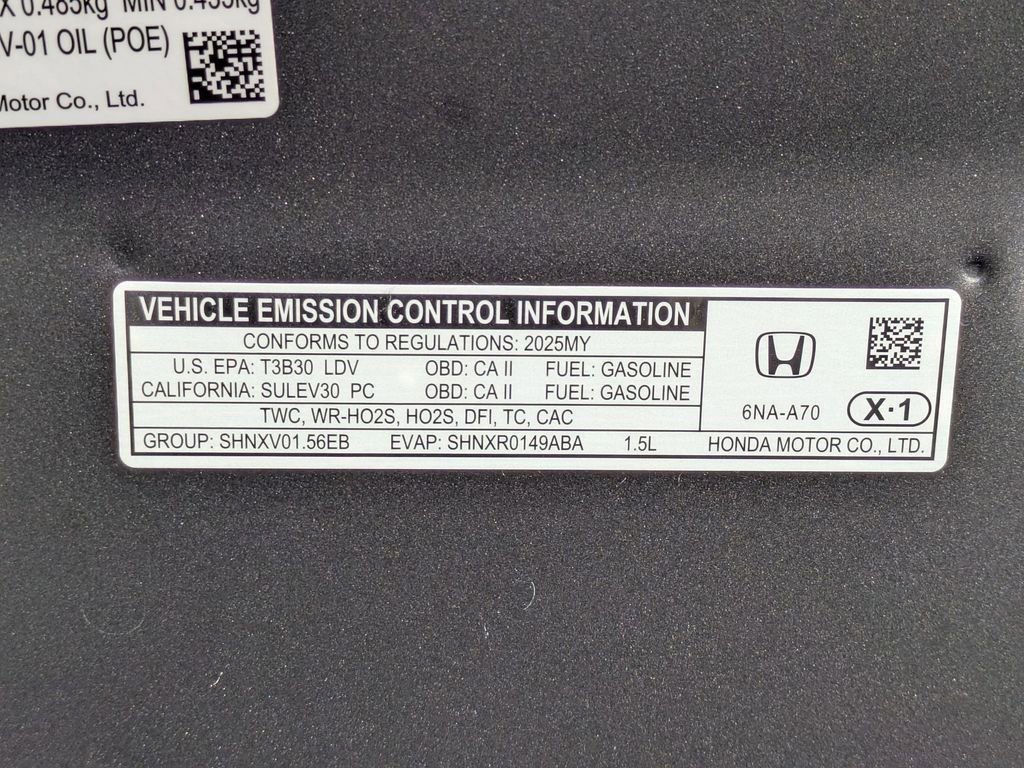 X 0.485kg MIN 0.455kg
V-01 OIL (POE)
Motor Co., Ltd.
VEHICLE EMISSION CONTROL INFORMATION
CONFORMS TO REGULATIONS: 2025MY
U.S. EPA: T3B30 LDV OBD: CA II FUEL: GASOLINE
CALIFORNIA: SULEV30 PC OBD: CA II FUEL: GASOLINE
TWC, WR-HO2S, HO2S, DFI, TC, CAC
6NA-A70 X·1
GROUP: SHNXV01.56EB EVAP: SHNXR0149ABA 1.5L HONDA MOTOR CO., LTD.